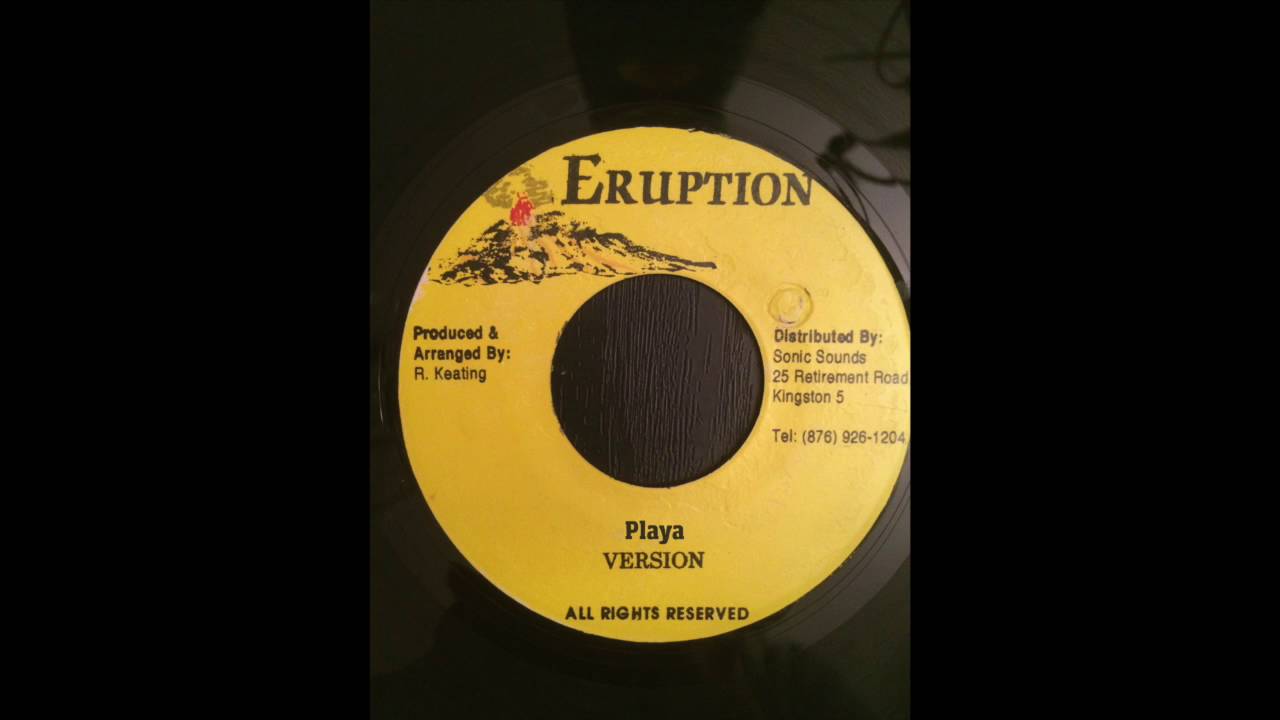 ERUPTION
Produced &
Arranged By:
R. Keating
Distributed By:
Sonic Sounds
25 Retirement Road
Kingston 5
Tel: (876) 926-1204
Playa
VERSION
ALL RIGHTS RESERVED